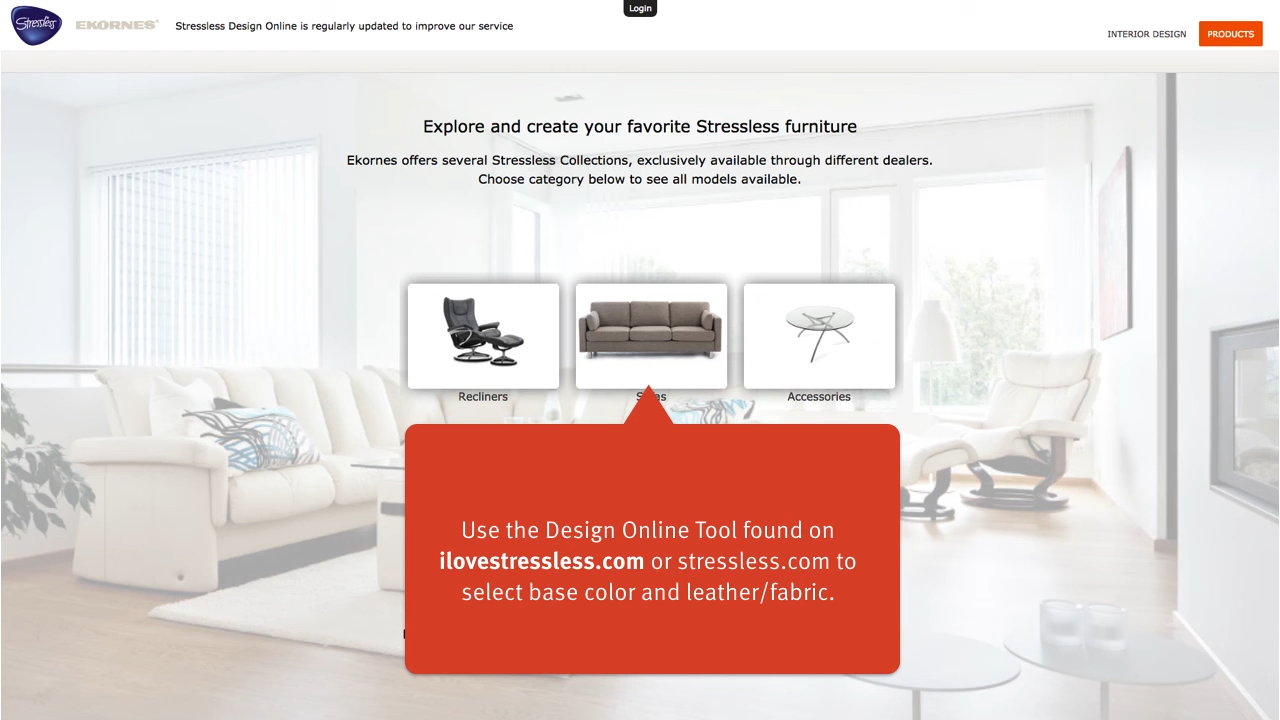 Login
Stressless
EKORNES®
Stressless Design Online is regularly updated to improve our service
INTERIOR DESIGN
PRODUCTS
Explore and create your favorite Stressless furniture
Ekornes offers several Stressless Collections, exclusively available through different dealers.
Choose category below to see all models available.
Recliners
Accessories
Use the Design Online Tool found on
ilovestressless.com or stressless.com to
select base color and leather/fabric.